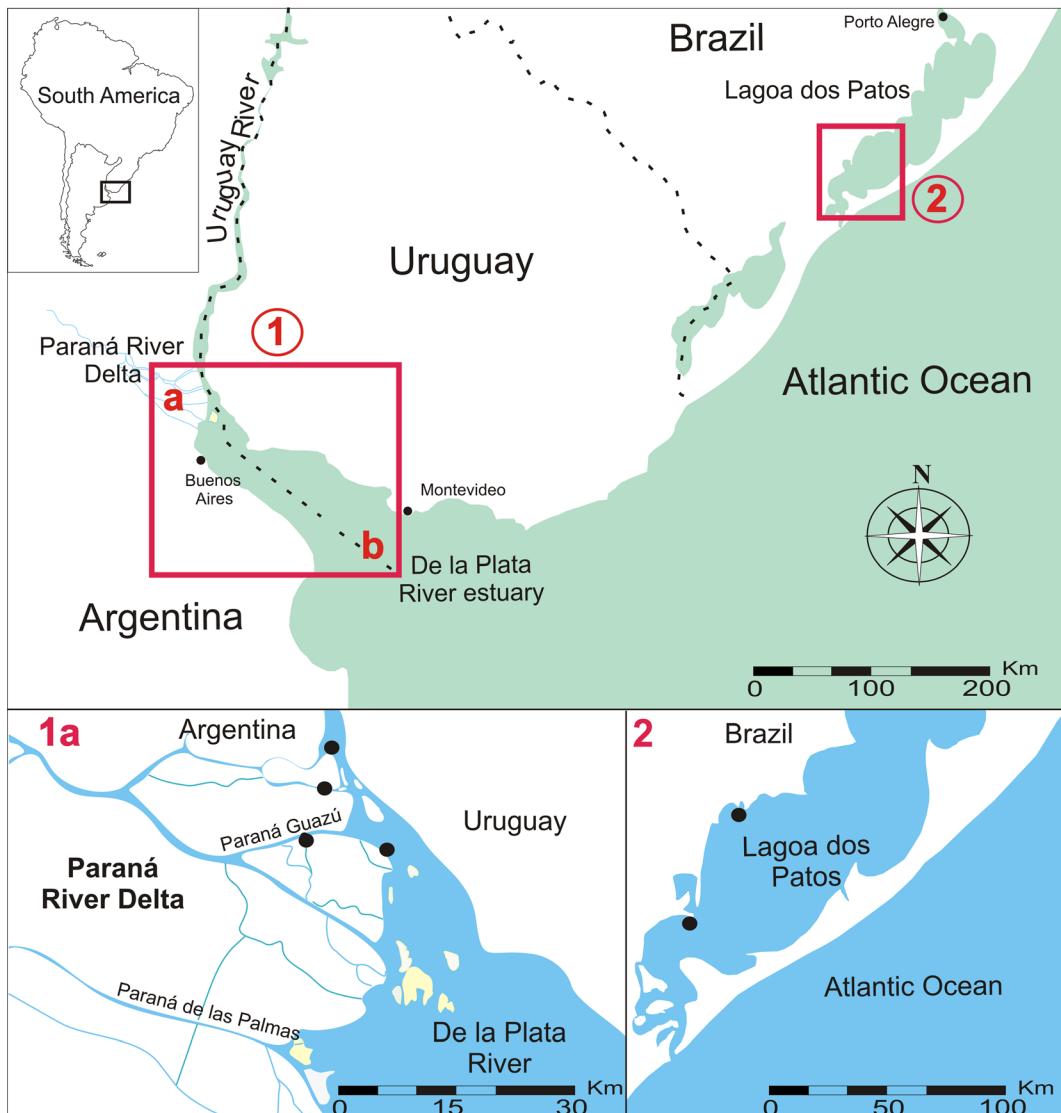 South America
Brazil
Porto Alegre
Lagoa dos Patos
2
Uruguay River
Uruguay
1
Paraná River
Delta
a
Atlantic Ocean
Buenos
Aires
Montevideo
N
b
De la Plata
River estuary
Argentina
Km
0 100 200
1a
Argentina
Paraná Guazú
Uruguay
Paraná
River Delta
Paraná de las Palmas
De la Plata
River
Km
0 15 30
2
Brazil
Lagoa dos
Patos
Atlantic Ocean
Km
0 50 100